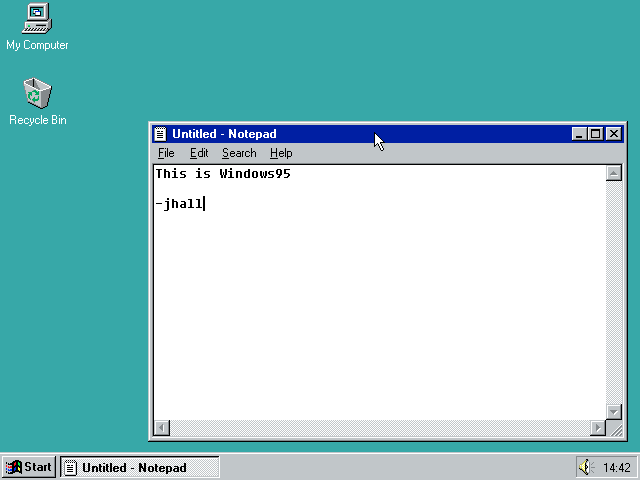 My Computer
Recycle Bin
Untitled - Notepad
File Edit Search Help
This is Windows95
-jhall
Start
Untitled - Notepad
14:42